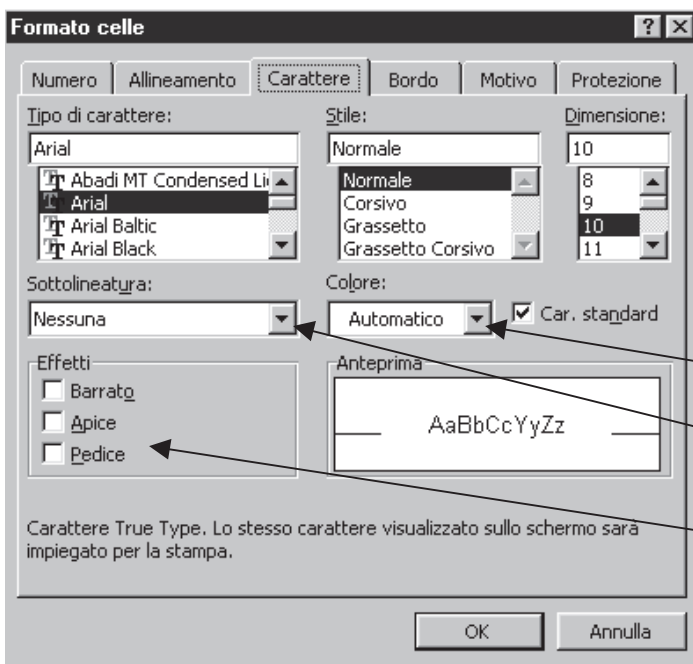 Formato celle
Numero Allineamento Carattere Bordo Motivo Protezione
Tipo di carattere: Stile: Dimensione:
Arial Normale 10
Abadi MT Condensed Normale 8
Arial Corsivo 9
Arial Baltic Grassetto 10
Arial Black Grassetto Corsivo 11
Sottolineatura: Colore:
Nessuna Automatico Car. standard
Effetti Anteprima
Barrato
Apice AaBbCcYyZz
Pedice
Carattere True Type. Lo stesso carattere visualizzato sullo schermo sarà
impiegato per la stampa.
OK Annulla